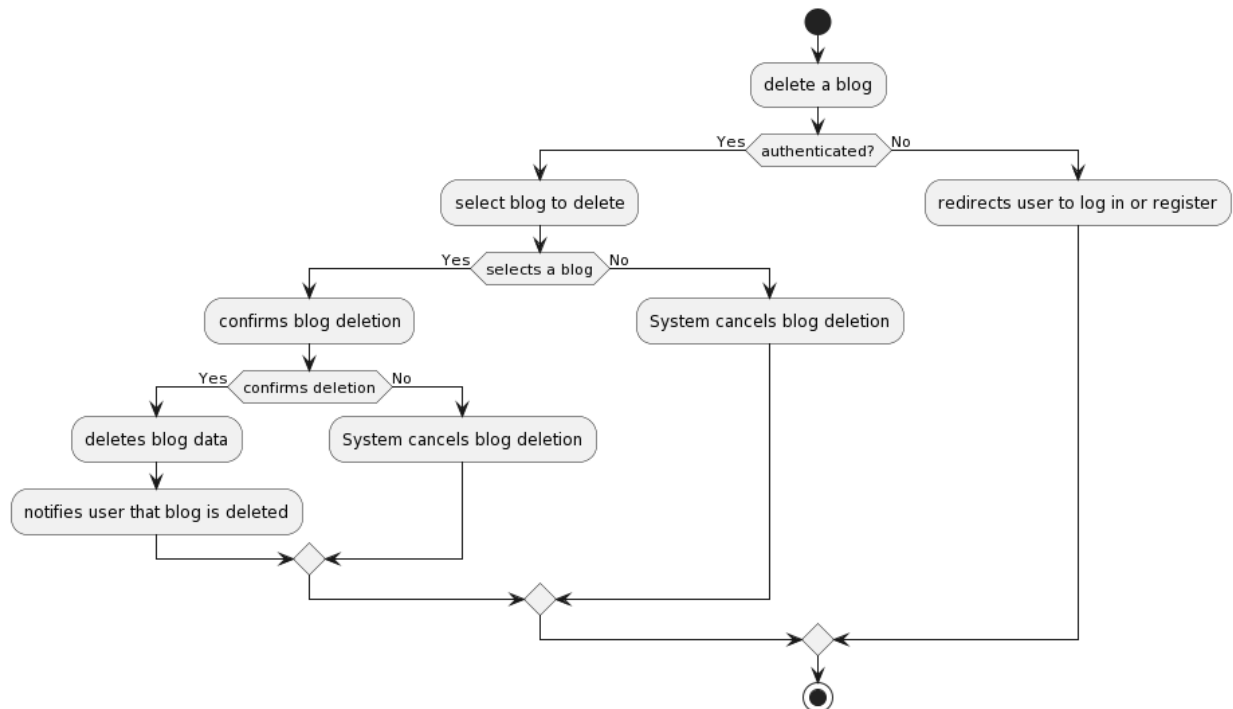 delete a blog
Yes
authenticated?
No
select blog to delete
redirects user to log in or register
Yes
selects a blog
No
confirms blog deletion
System cancels blog deletion
Yes
confirms deletion
No
deletes blog data
System cancels blog deletion
notifies user that blog is deleted